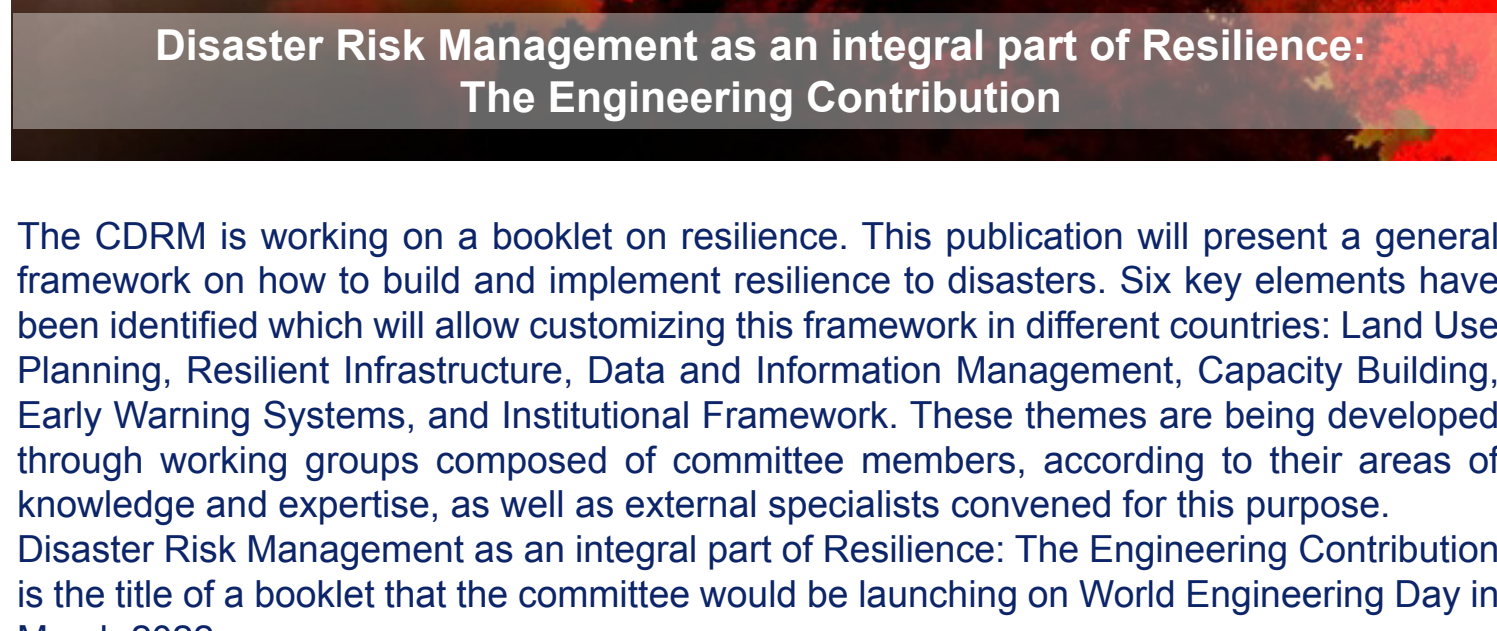 Disaster Risk Management as an integral part of Resilience:
The Engineering Contribution
The CDRM is working on a booklet on resilience. This publication will present a general
framework on how to build and implement resilience to disasters. Six key elements have
been identified which will allow customizing this framework in different countries: Land Use
Planning, Resilient Infrastructure, Data and Information Management, Capacity Building,
Early Warning Systems, and Institutional Framework. These themes are being developed
through working groups composed of committee members, according to their areas of
knowledge and expertise, as well as external specialists convened for this purpose.
Disaster Risk Management as an integral part of Resilience: The Engineering Contribution
is the title of a booklet that the committee would be launching on World Engineering Day in